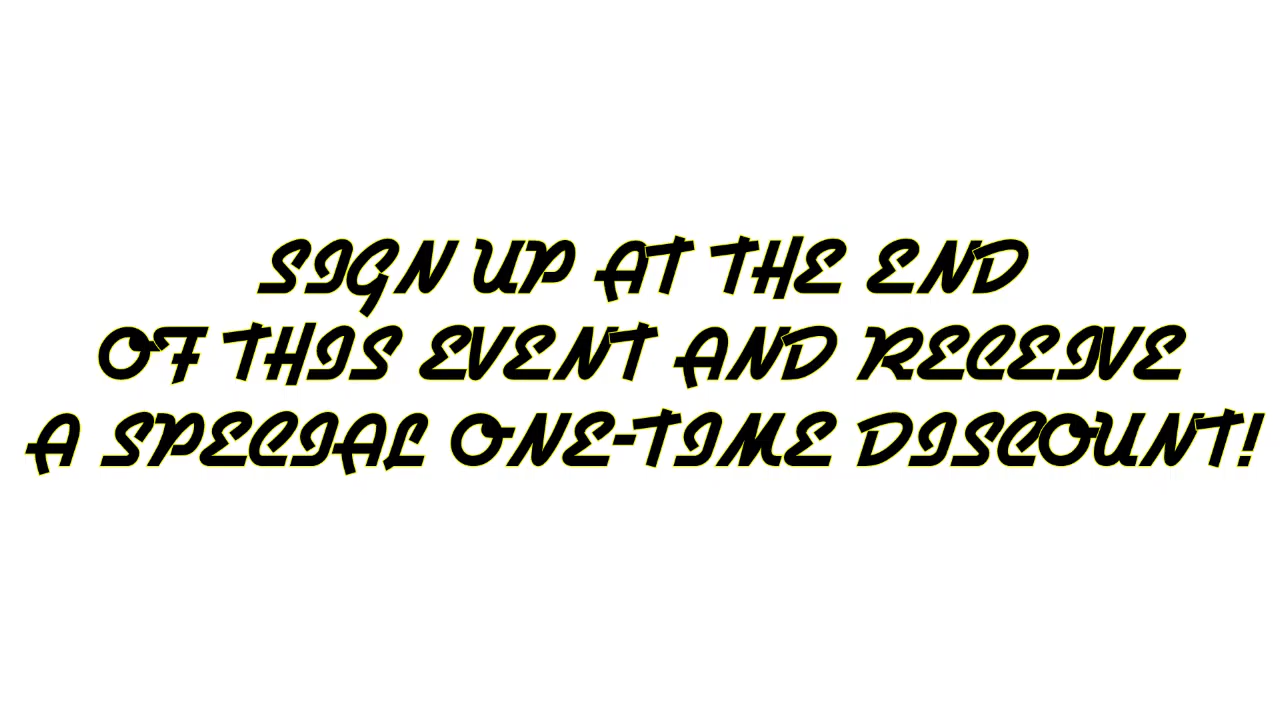 SIGN UP AT THE END
OF THIS EVENT AND RECEIVE
A SPECIAL ONE-TIME DISCOUNT!